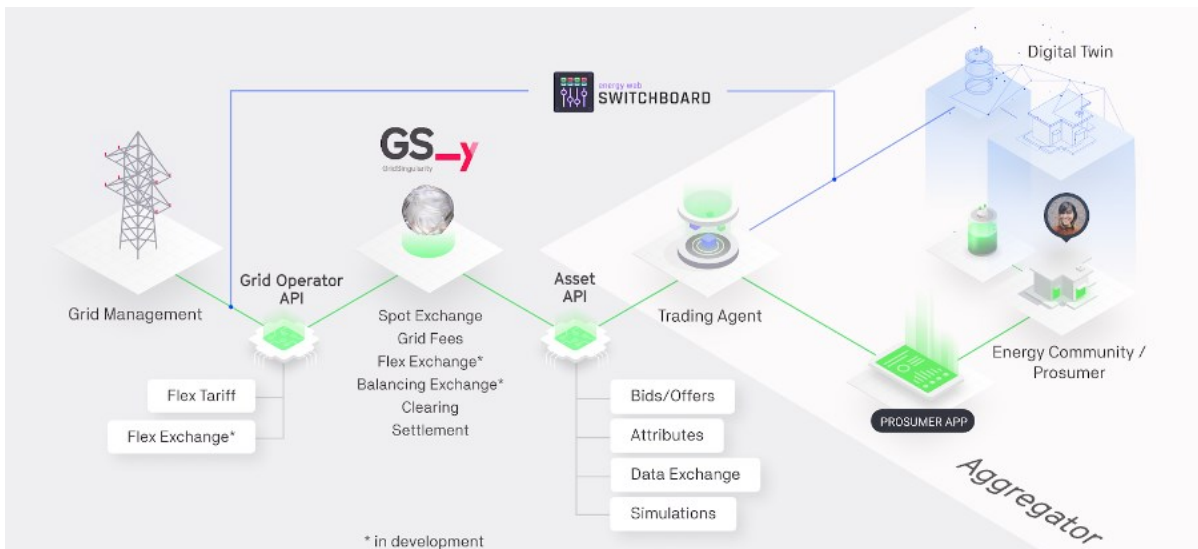 Digital Twin
energy web
SWITCHBOARD
GS_y
GridSingularity
Grid Operator
API
Asset
API
Grid Management
Spot Exchange
Grid Fees
Flex Exchange*
Balancing Exchange*
Clearing
Settlement
Trading Agent
Energy Community /
Prosumer
Flex Tariff
Flex Exchange*
Bids/Offers
Attributes
Data Exchange
Simulations
PROSUMER APP
Aggregator
* in development